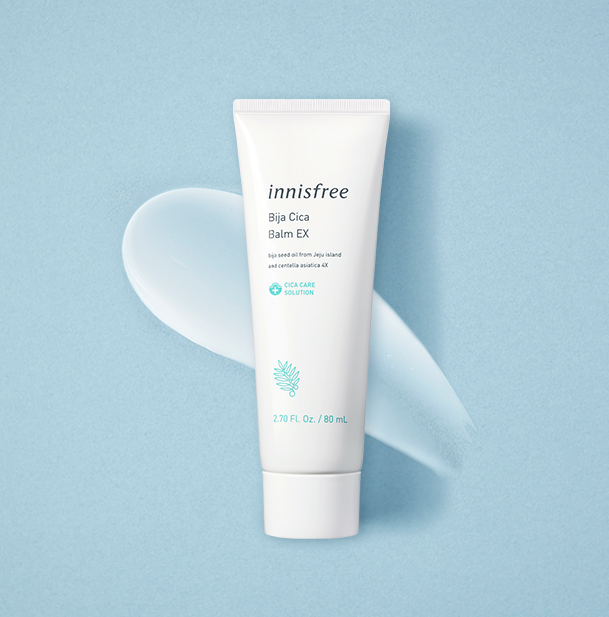 innisfree
Bija Cica
Balm EX
bija seed oil from Jeju island
and centella asiatica 4X
CICA CARE
SOLUTION
2.70 Fl. Oz. / 80 mL